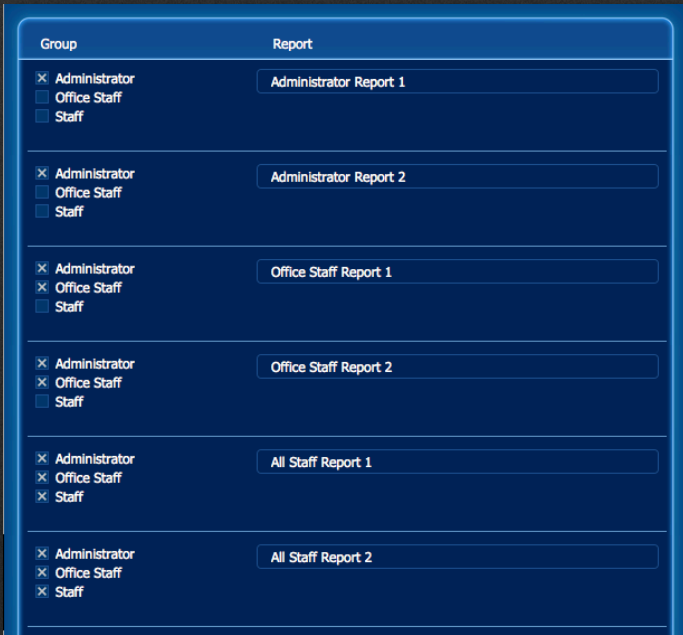 Group Report
Administrator Administrator Report 1
Office Staff
Staff
Administrator Administrator Report 2
Office Staff
Staff
Administrator Office Staff Report 1
Office Staff
Staff
Administrator Office Staff Report 2
Office Staff
Staff
Administrator All Staff Report 1
Office Staff
Staff
Administrator All Staff Report 2
Office Staff
Staff